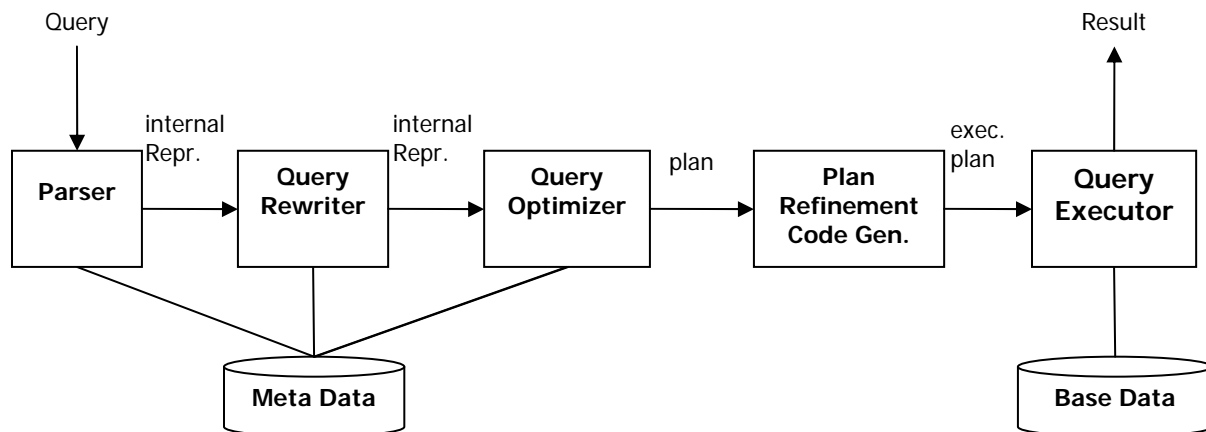 Query
Result
internal
Repr.
internal
Repr.
plan
exec.
plan
Parser
Query
Rewriter
Query
Optimizer
Plan
Refinement
Code Gen.
Query
Executor
Meta Data
Base Data